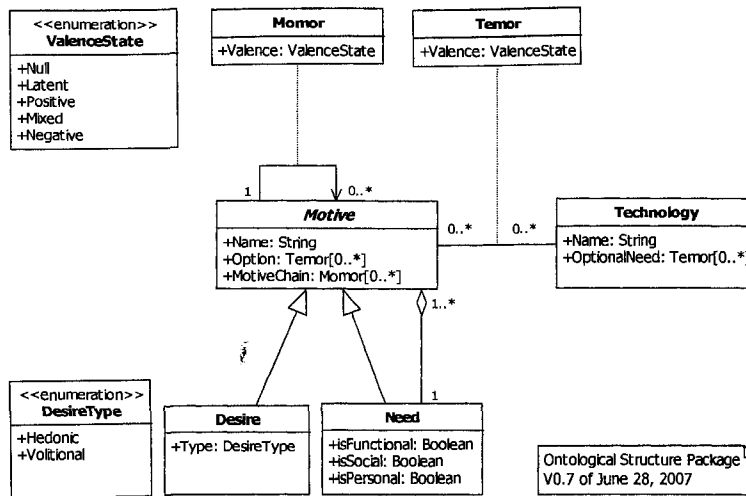 <<enumeration>>
ValenceState
+Null
+Latent
+Positive
+Mixed
+Negative
Momor
+Valence: ValenceState
Temor
+Valence: ValenceState
1
0..*
Motive
+Name: String
+Option: Temor[0..*]
+MotiveChain: Momor[0..*]
0..*
0..*
Technology
+Name: String
+OptionalNeed: Temor[0..*]
1..*
1
<<enumeration>>
DesireType
+Hedonic
+Volitional
Desire
+Type: DesireType
Need
+isFunctional: Boolean
+isSocial: Boolean
+isPersonal: Boolean
Ontological Structure Package
V0.7 of June 28, 2007